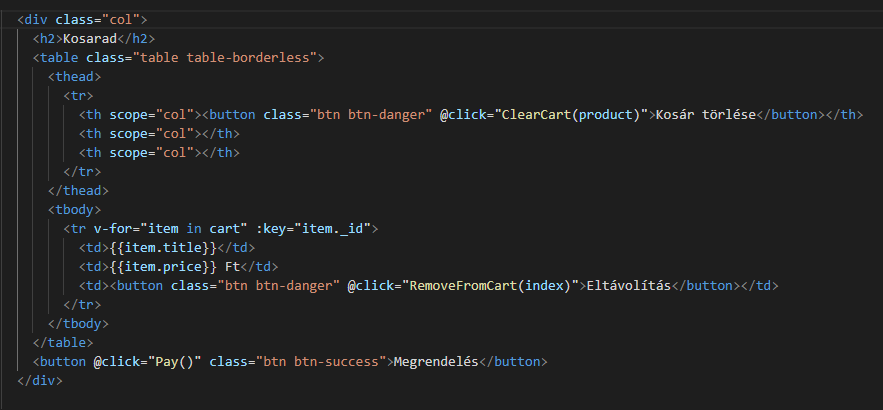 <div class="col">
<h2>Kosarad</h2>
<table class="table table-borderless">
<thead>
<tr>
<th scope="col"><button class="btn btn-danger" @click="ClearCart(product)">Kosár törlése</button></th>
<th scope="col"></th>
<th scope="col"></th>
</tr>
</thead>
<tbody>
<tr v-for="item in cart" :key="item._id">
<td>{{item.title}}</td>
<td>{{item.price}} Ft</td>
<td><button class="btn btn-danger" @click="RemoveFromCart(index)">Eltávolítás</button></td>
</tr>
</tbody>
</table>
<button @click="Pay()" class="btn btn-success">Megrendelés</button>
</div>